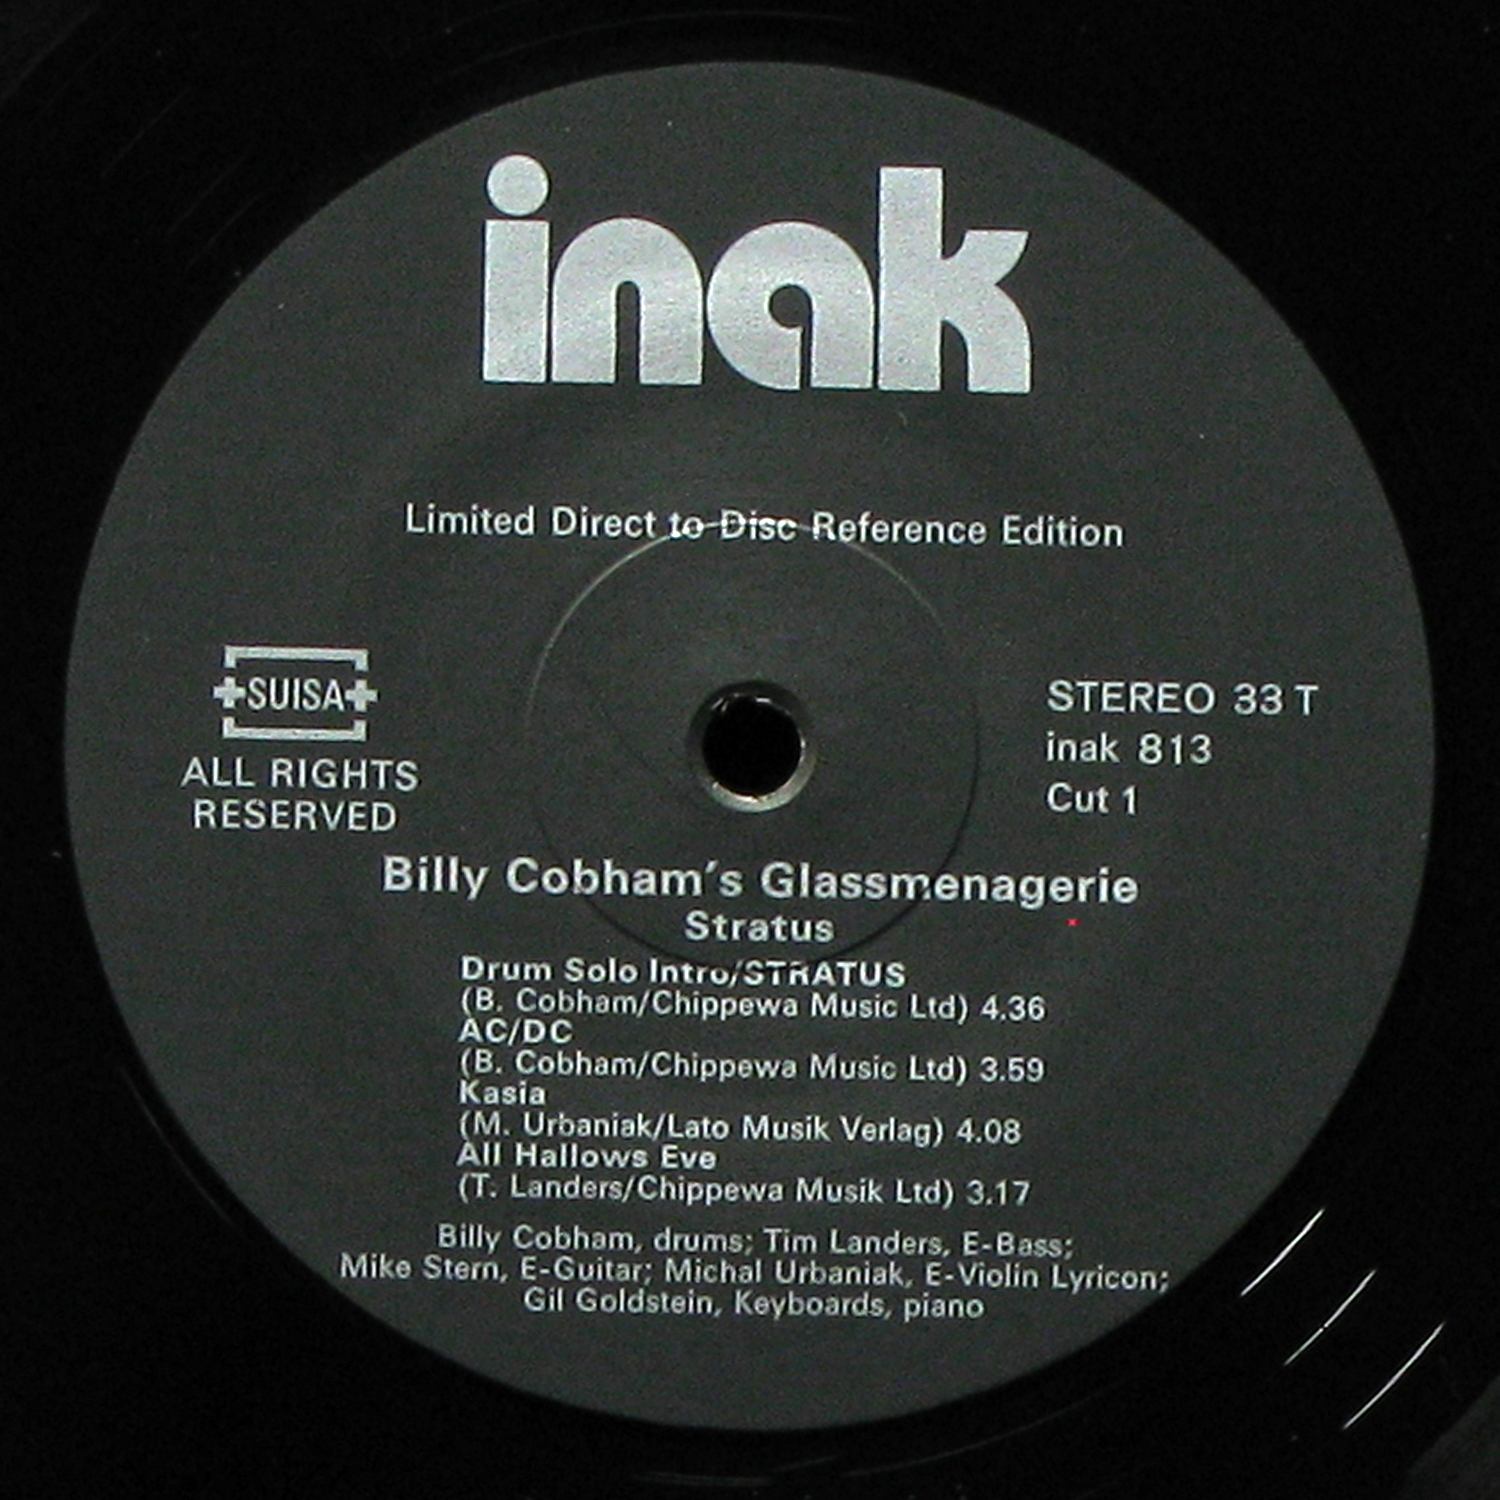 inak
Limited Direct to Disc Reference Edition
SUISA
ALL RIGHTS
RESERVED
STEREO 33 T
inak 813
Cut 1
Billy Cobham's Glassmenagerie
Stratus
Drum Solo Intro/STRATUS
(B. Cobham/Chippewa Music Ltd) 4.36
AC/DC
(B. Cobham/Chippewa Music Ltd) 3.59
Kasia
(M. Urbaniak/Lato Musik Verlag) 4.08
All Hallows Eve
(T. Landers/Chippewa Musik Ltd) 3.17
Billy Cobham, drums; Tim Landers, E-Bass;
Mike Stern, E-Guitar; Michal Urbaniak, E-Violin Lyricon;
Gil Goldstein, Keyboards, piano